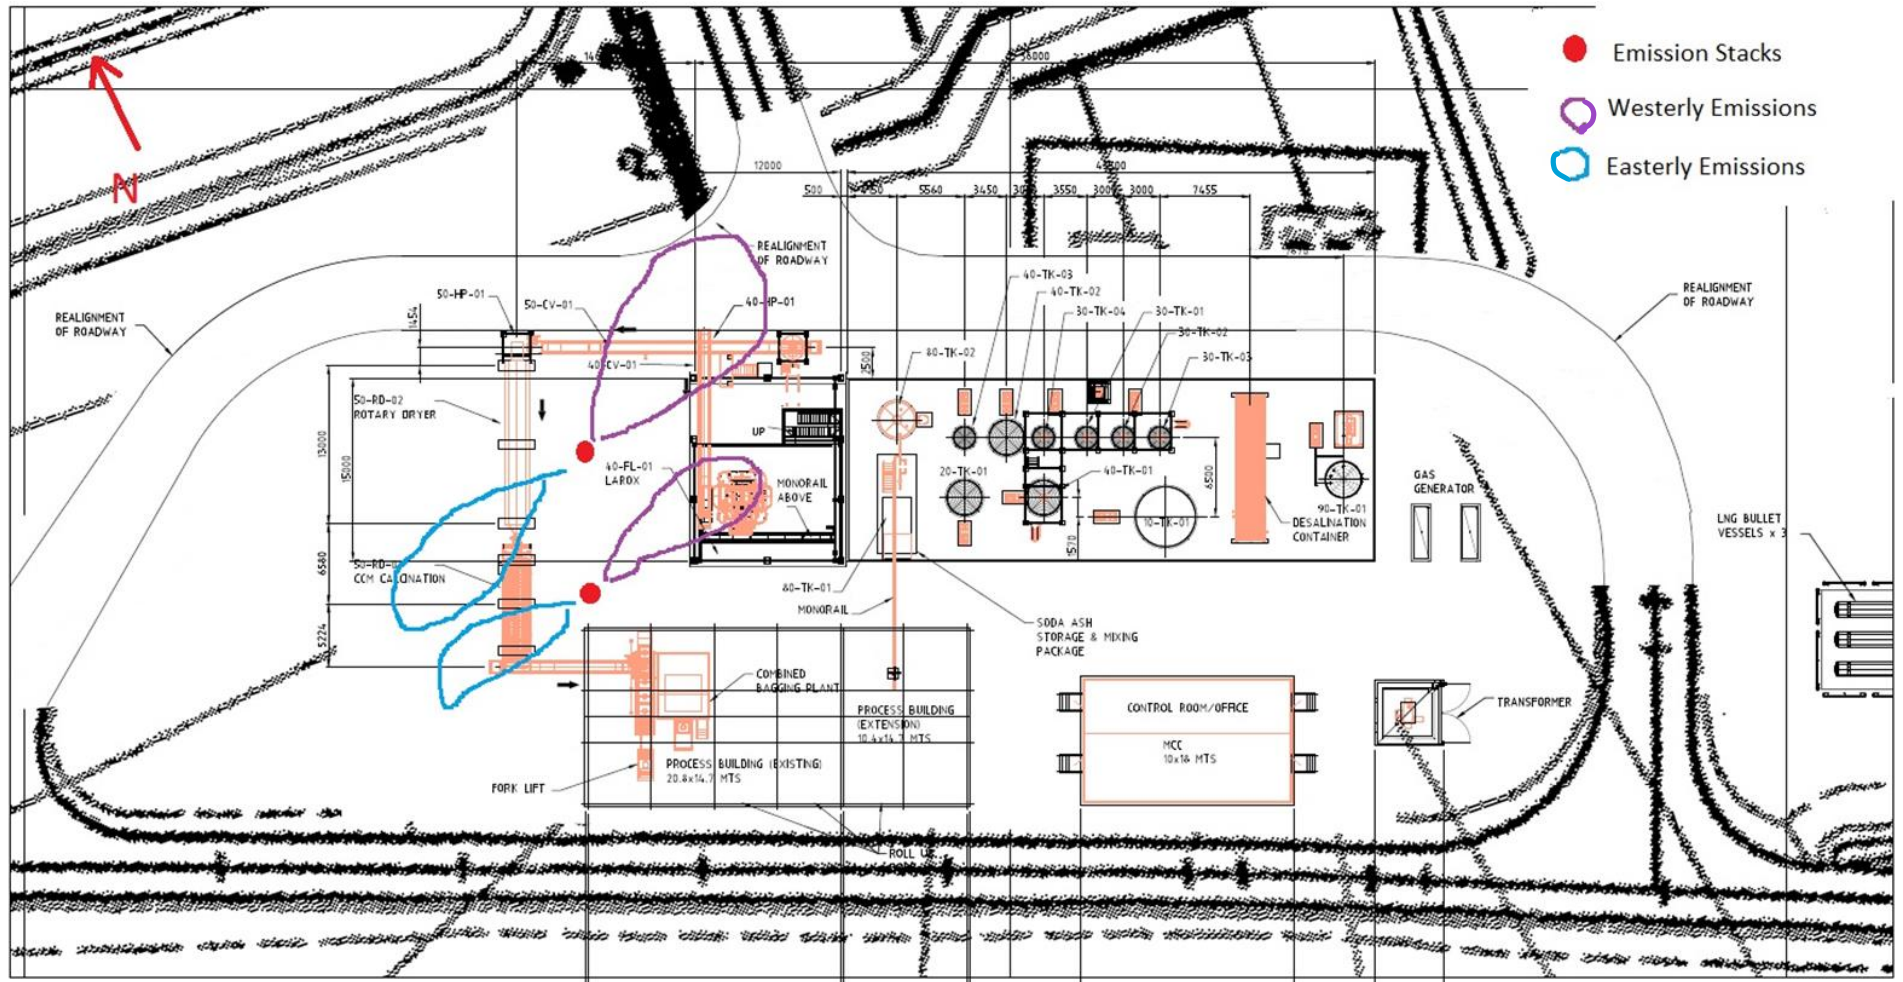 Emission Stacks
Westerly Emissions
Easterly Emissions
N
12000
500
5560
3450
3550
3000
3000
7455
REALIGNMENT
OF ROADWAY
50-HP-01
50-CV-01
40-HP-01
40-CV-01
1454
2500
REALIGNMENT
OF ROADWAY
REALIGNMENT
OF ROADWAY
40-TK-03
40-TK-02
30-TK-04
30-TK-01
30-TK-02
30-TK-03
80-TK-02
50-RD-02
ROTARY DRYER
13000
15000
UP
40-FL-01
LAROX
MONORAIL
ABOVE
20-TK-01
40-TK-01
10-TK-01
6500
1570
90-TK-01
DESALINATION
CONTAINER
GAS
GENERATOR
LNG BULLET
VESSELS x 3
CCM CALCINATION
6580
5224
80-TK-01
MONORAIL
SODA ASH
STORAGE & MIXING
PACKAGE
COMBINED
BAGGING PLANT
PROCESS BUILDING
(EXTENSION)
PROCESS BUILDING (EXISTING)
20.8x14.7 MTS
FORK LIFT
CONTROL ROOM/OFFICE
MCC
10x18 MTS
TRANSFORMER
ROLL